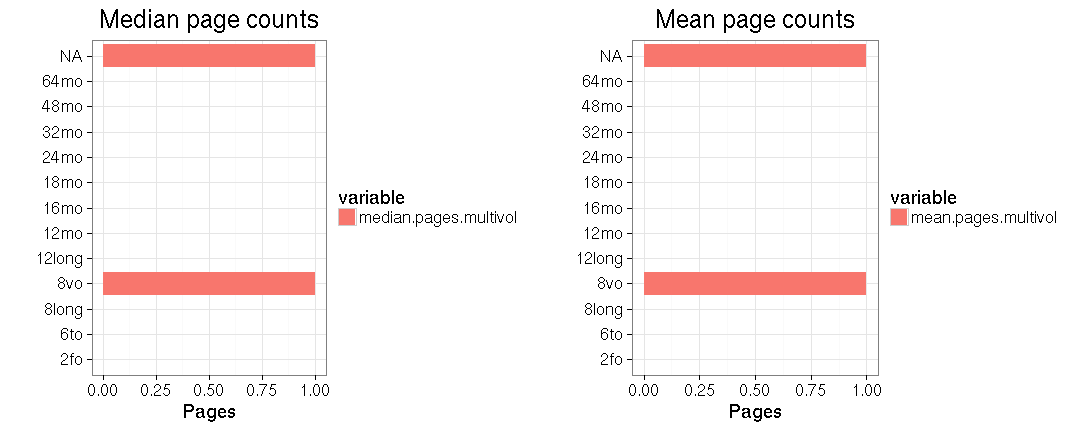 Median page counts
NA
64mo
48mo
32mo
24mo
18mo
16mo
12mo
12long
8vo
8long
6to
2fo
0.00 0.25 0.50 0.75 1.00
Pages
variable
median.pages.multivol
Mean page counts
NA
64mo
48mo
32mo
24mo
18mo
16mo
12mo
12long
8vo
8long
6to
2fo
0.00 0.25 0.50 0.75 1.00
Pages
variable
mean.pages.multivol